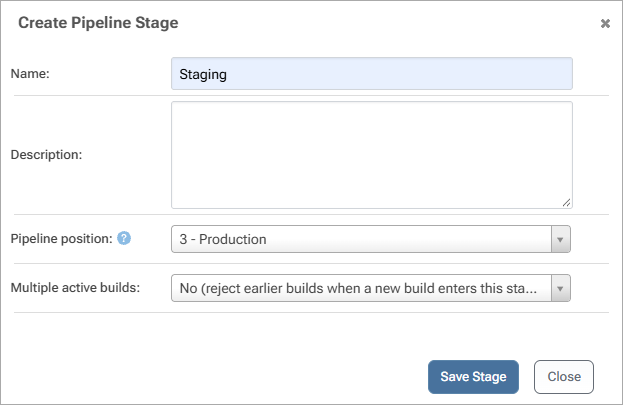 Create Pipeline Stage
Name:
Staging
Description:
Pipeline position: ?
3 - Production
Multiple active builds:
No (reject earlier builds when a new build enters this sta...
Save Stage
Close